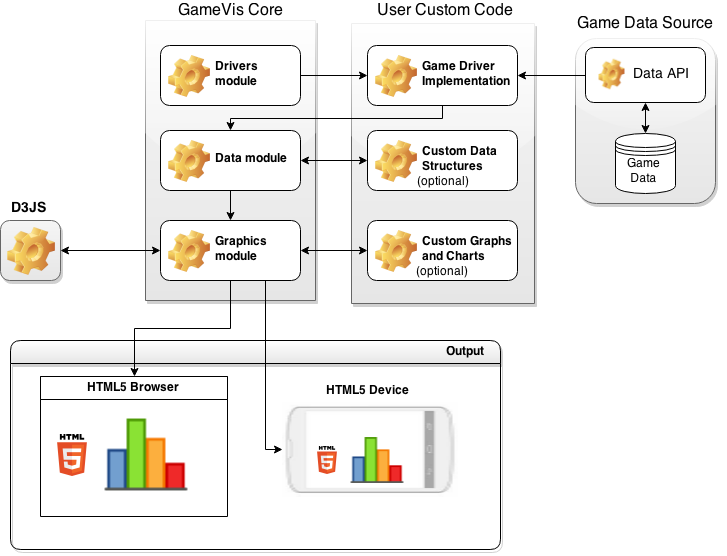 GameVis Core
User Custom Code
Game Data Source
Drivers
module
Game Driver
Implementation
Data API
Data module
Custom Data
Structures
(optional)
Game
Data
D3JS
Graphics
module
Custom Graphs
and Charts
(optional)
Output
HTML5 Browser
HTML5 Device
HTML
5
HTML
5